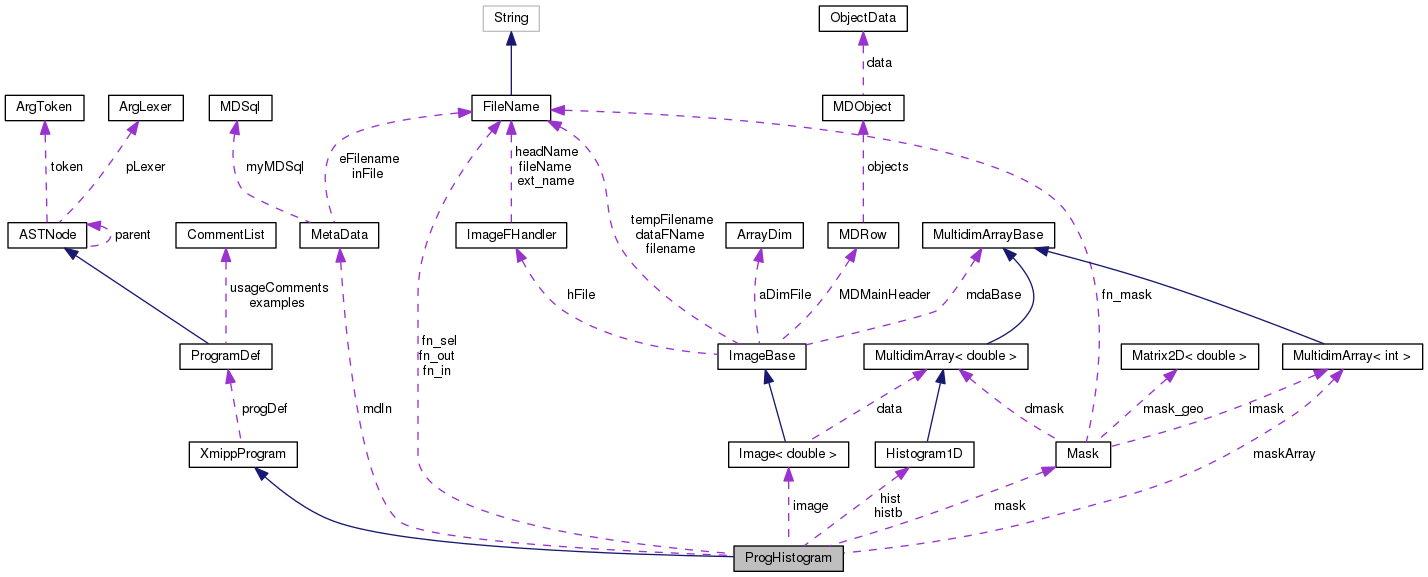 String
ObjectData
data
ArgToken
ArgLexer
MDSql
FileName
MDObject
token
pLexer
myMDSql
eFilename
inFile
headName
fileName
ext_name
objects
ASTNode
parent
CommentList
MetaData
ImageFHandler
tempFilename
dataFName
filename
ArrayDim
MDRow
MultidimArrayBase
usageComments
examples
hFile
aDimFile
MDMainHeader
mdaBase
fn_mask
ProgramDef
fn_sel
fn_out
fn_in
ImageBase
MultidimArray< double >
Matrix2D< double >
MultidimArray< int >
progDef
mdIn
data
dmask
mask_geo
imask
XmippProgram
Image< double >
Histogram1D
Mask
maskArray
image
hist
histb
mask
ProgHistogram